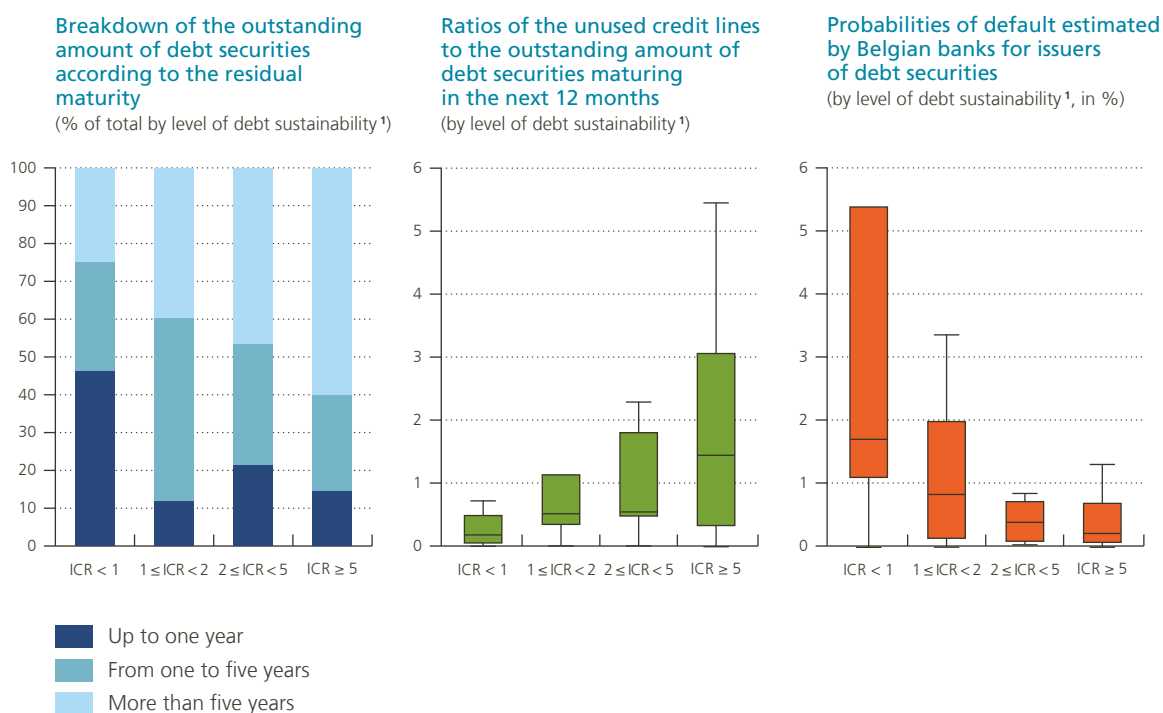 Breakdown of the outstanding
amount of debt securities
according to the residual
maturity
(% of total by level of debt sustainability ¹)
100
90
80
70
60
50
40
30
20
10
0
ICR < 1
1 ≤ ICR < 2
2 ≤ ICR < 5
ICR ≥ 5
Ratios of the unused credit lines
to the outstanding amount of
debt securities maturing
in the next 12 months
(by level of debt sustainability ¹)
6
5
4
3
2
1
0
ICR < 1
1 ≤ ICR < 2
2 ≤ ICR < 5
ICR ≥ 5
Probabilities of default estimated
by Belgian banks for issuers
of debt securities
(by level of debt sustainability ¹, in %)
6
5
4
3
2
1
0
ICR < 1
1 ≤ ICR < 2
2 ≤ ICR < 5
ICR ≥ 5
Up to one year
From one to five years
More than five years